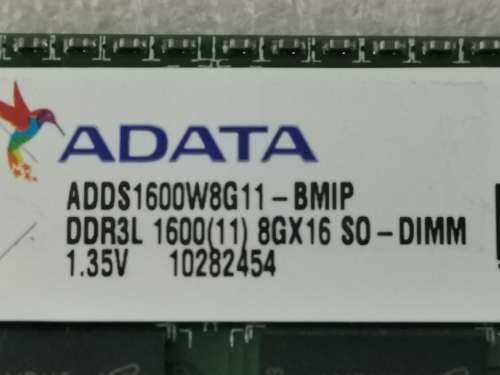 ADATA
ADDS1600W8G11-BMIP
DDR3L 1600(11) 8GX16 SO-DIMM
1.35V 10282454